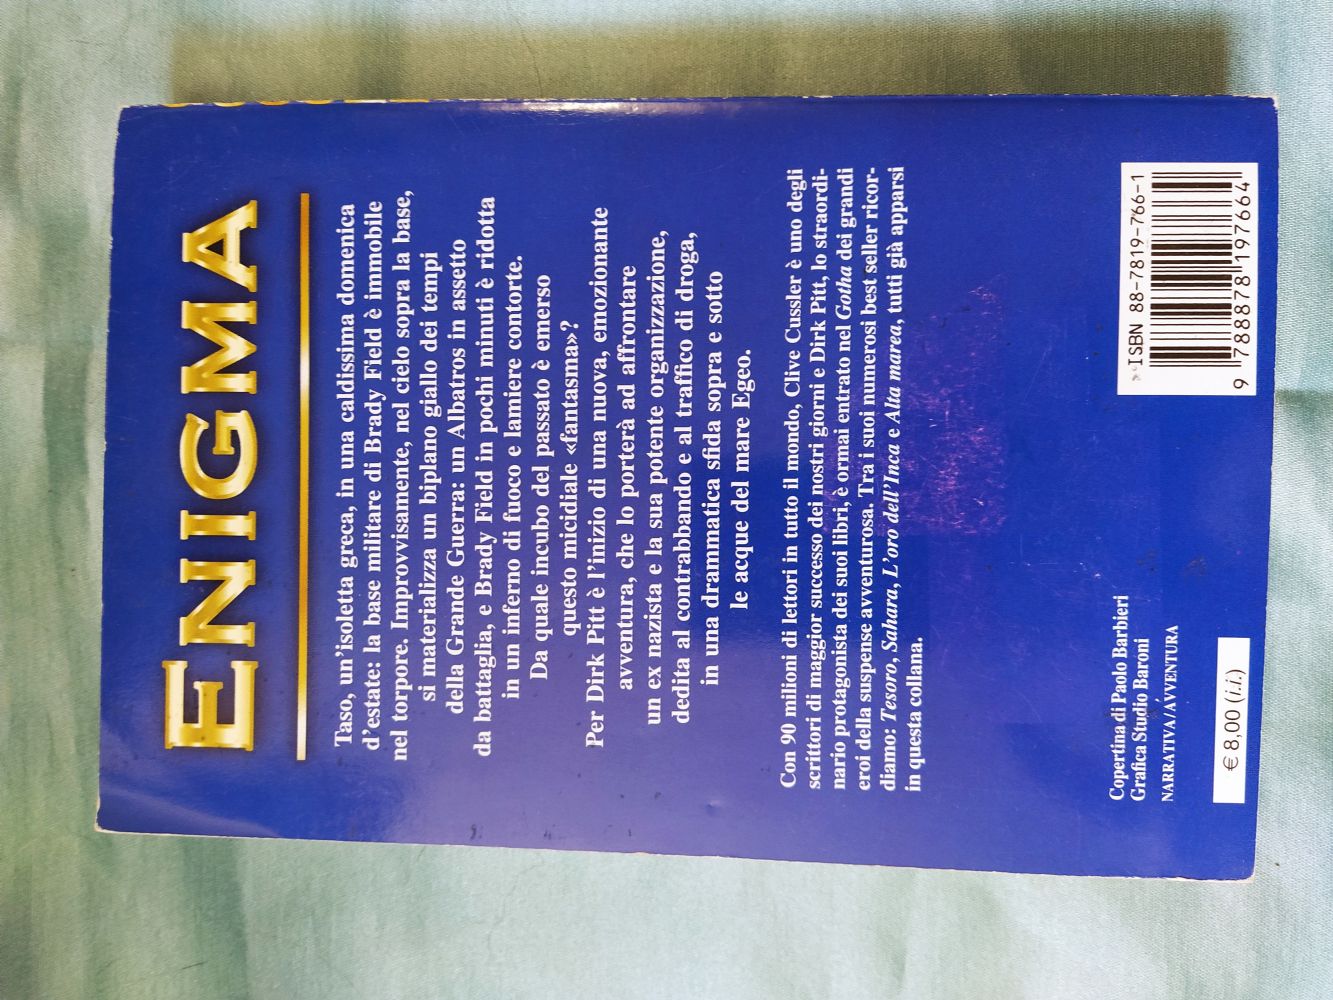 ENIGMA
Taso, un'isoletta greca, in una caldissima domenica
d'estate: la base militare di Brady Field è immobile
nel torpore. Improvvisamente, nel cielo sopra la base,
si materializza un biplano giallo dei tempi
della Grande Guerra: un Albatros in assetto
da battaglia, e Brady Field in pochi minuti è ridotta
in un inferno di fuoco e lamiere contorte.
Da quale incubo del passato è emerso
questo micidiale «fantasma»?
Per Dirk Pitt è l'inizio di una nuova, emozionante
avventura, che lo porterà ad affrontare
un ex nazista e la sua potente organizzazione,
dedita al contrabbando e al traffico di droga,
in una drammatica sfida sopra e sotto
le acque del mare Egeo.
Con 90 milioni di lettori in tutto il mondo, Clive Cussler è uno degli
scrittori di maggior successo dei nostri giorni e Dirk Pitt, lo straordi-
nario protagonista dei suoi libri, è ormai entrato nel Gotha dei grandi
eroi della suspense avventurosa. Tra i suoi numerosi best seller ricor-
diamo: Tesoro, Sahara, L'oro dell'Inca e Alta marea, tutti già apparsi
in questa collana.
Copertina di Paolo Barbieri
Grafica Studio Baroni
NARRATIVA/AVVENTURA
€ 8,00 (i.i.)
ISBN 88-7819-766-1
9 788878 197664